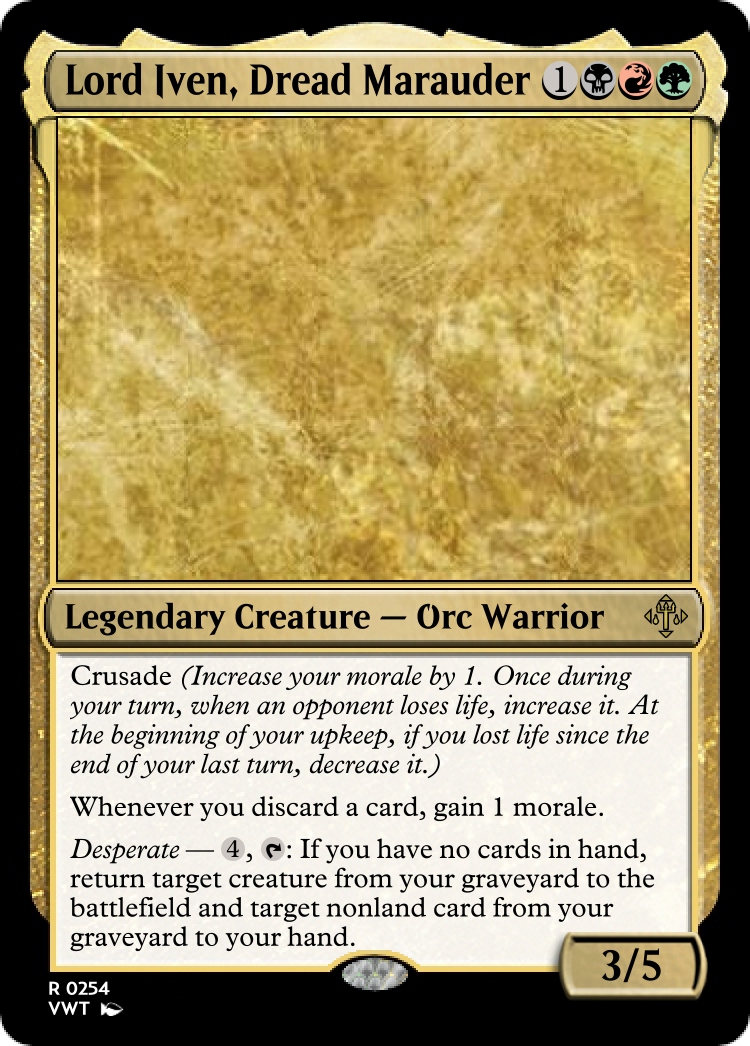 Lord Iven, Dread Marauder 1
Legendary Creature — Orc Warrior
Crusade (Increase your morale by 1. Once during
your turn, when an opponent loses life, increase it. At
the beginning of your upkeep, if you lost life since the
end of your last turn, decrease it.)
Whenever you discard a card, gain 1 morale.
Desperate — 4, : If you have no cards in hand,
return target creature from your graveyard to the
battlefield and target nonland card from your
graveyard to your hand.
3/5
R 0254
VWT